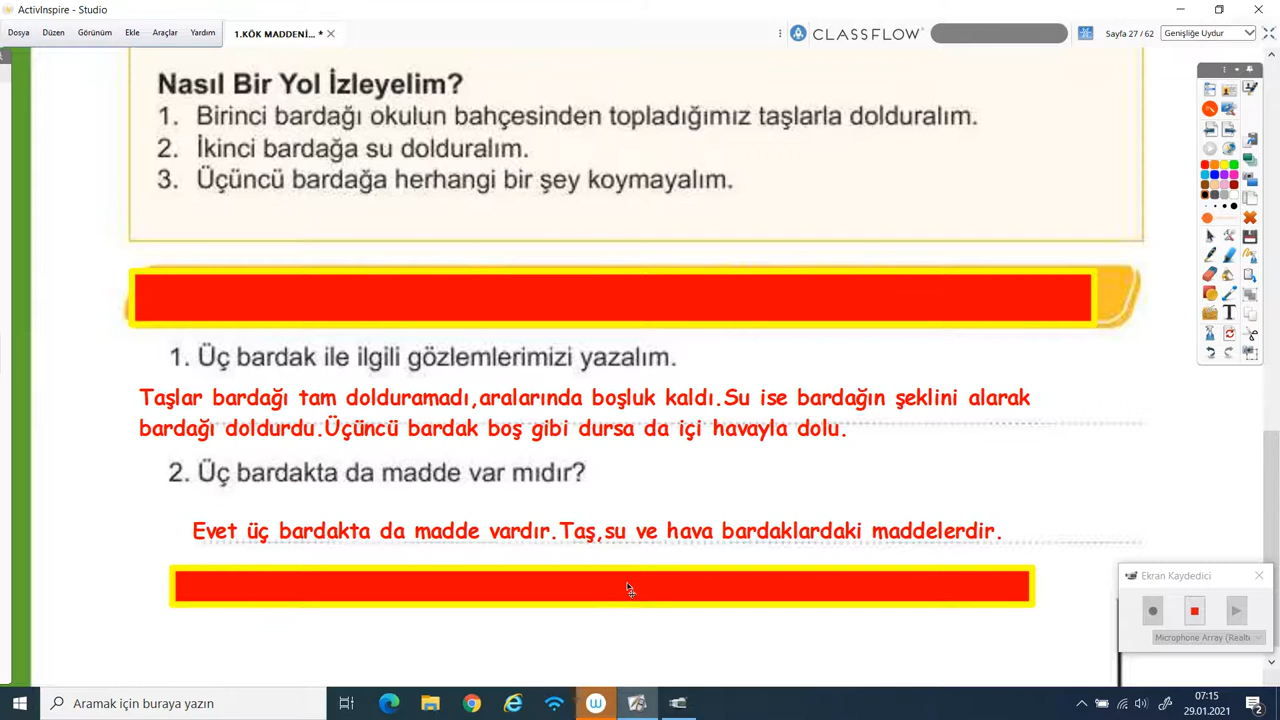 ActivInspire - Studio
Dosya Düzen Görünüm Ekle Araçlar Yardım
1.KÖK MADDENİ... *
CLASSFLOW
Sayfa 27 / 62
Genişliğe Uydur
Nasıl Bir Yol İzleyelim?
1. Birinci bardağı okulun bahçesinden topladığımız taşlarla dolduralım.
2. İkinci bardağa su dolduralım.
3. Üçüncü bardağa herhangi bir şey koymayalım.
1. Üç bardak ile ilgili gözlemlerimizi yazalım.
Taşlar bardağı tam dolduramadı,aralarında boşluk kaldı.Su ise bardağın şeklini alarak
bardağı doldurdu.Üçüncü bardak boş gibi dursa da içi havayla dolu.
2. Üç bardakta da madde var mıdır?
Evet üç bardakta da madde vardır.Taş,su ve hava bardaklardaki maddelerdir.
Ekran Kaydedici
Microphone Array (Realt
Aramak için buraya yazın
07:15
29.01.2021
2